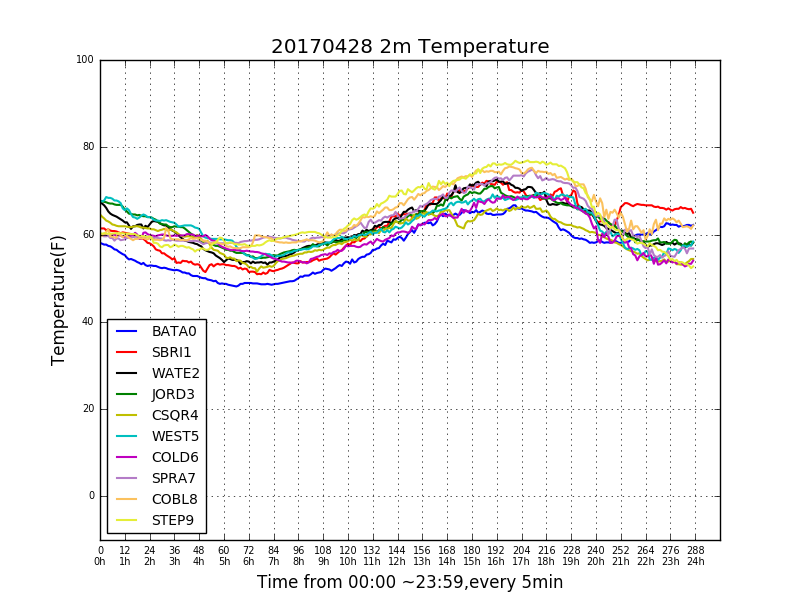 20170428 2m Temperature
100
80
60
40
20
0
Temperature(F)
BATA0
SBRI1
WATE2
JORD3
CSQR4
WEST5
COLD6
SPRA7
COBL8
STEP9
0 12 24 36 48 60 72 84 96 108 120 132 144 156 168 180 192 204 216 228 240 252 264 276 288
0h 1h 2h 3h 4h 5h 6h 7h 8h 9h 10h 11h 12h 13h 14h 15h 16h 17h 18h 19h 20h 21h 22h 23h 24h
Time from 00:00 ~23:59,every 5min